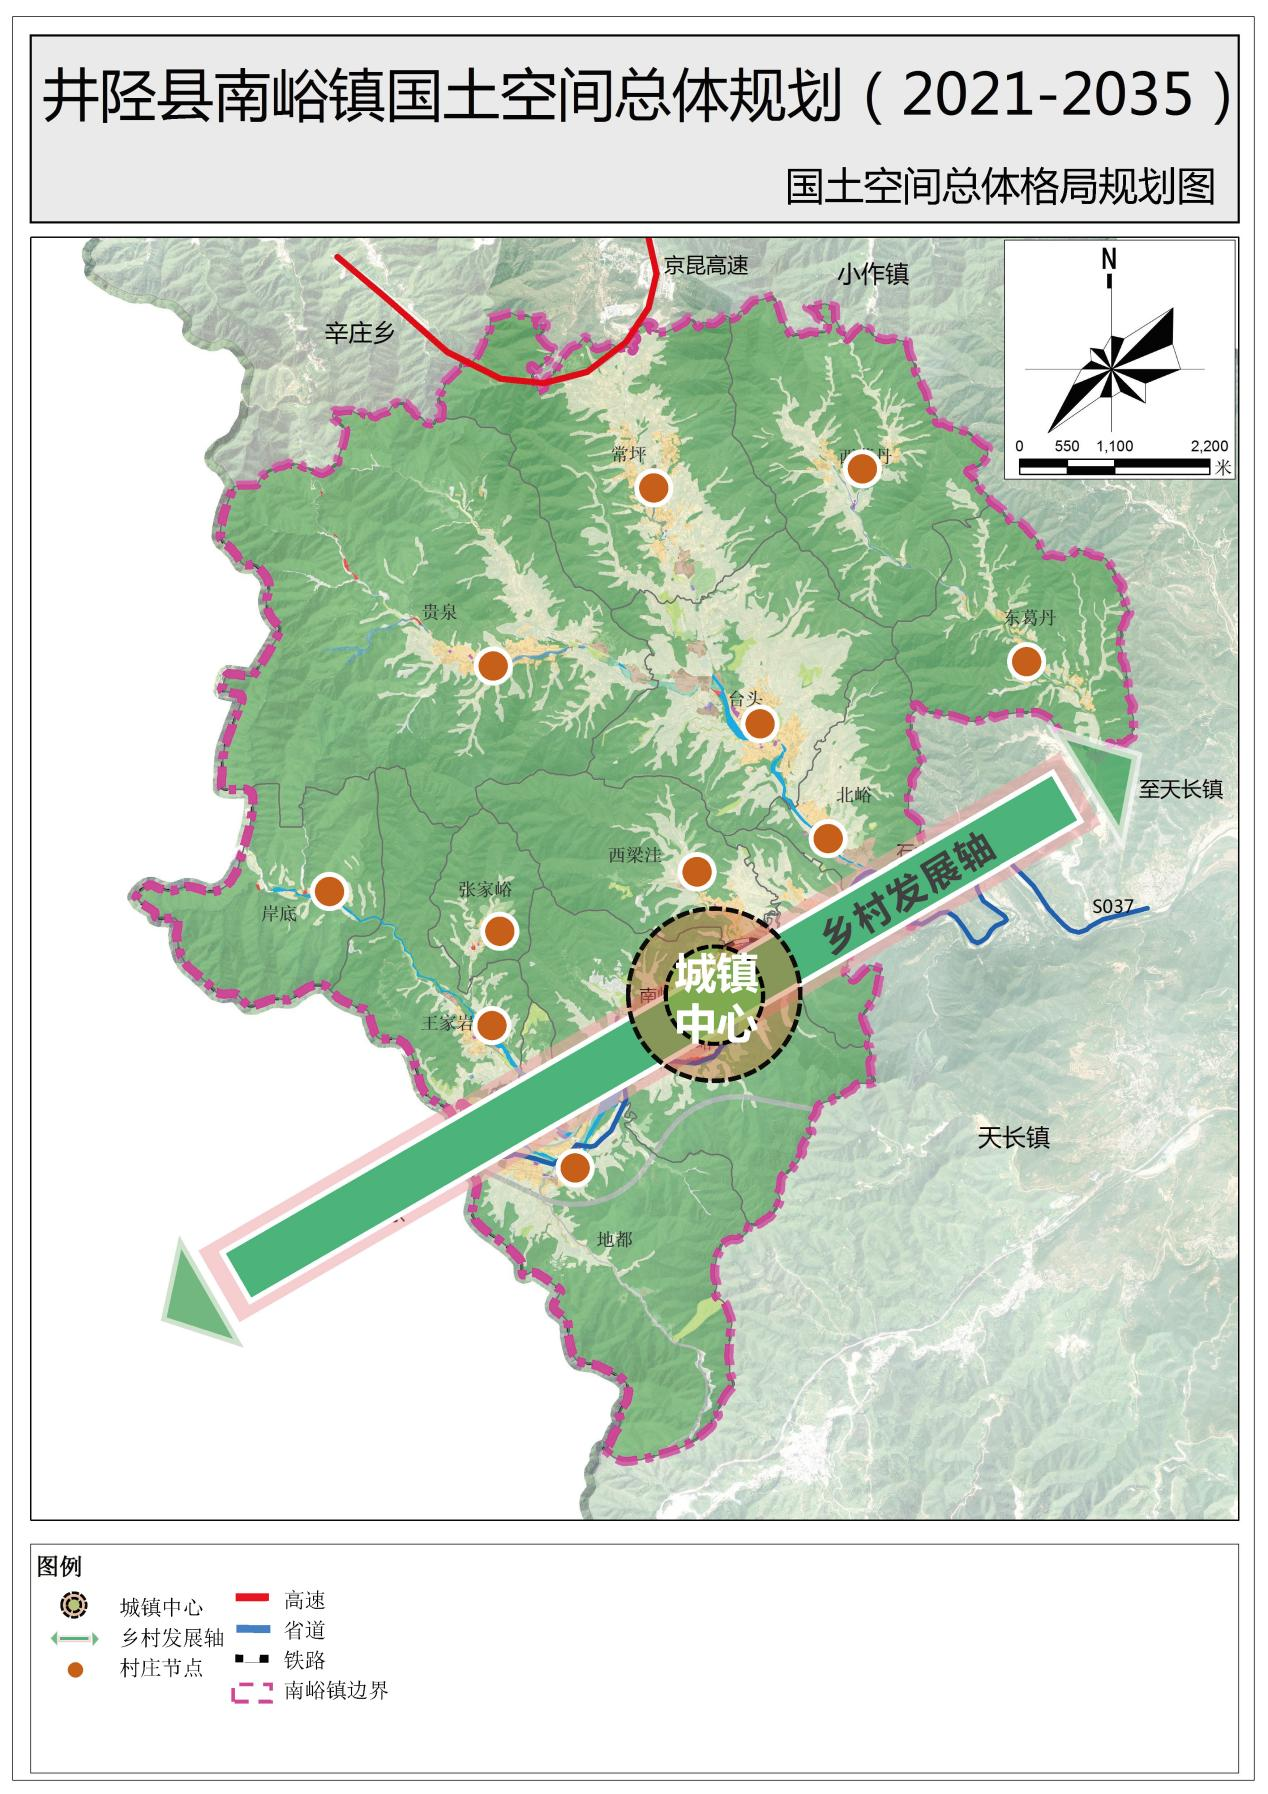 井陉县南峪镇国土空间总体规划（2021-2035）
国土空间总体格局规划图
京昆高速
小作镇
辛庄乡
N
0 550 1,100 2,200
米
常坪
丹
贵泉
东葛丹
台头
至天长镇
北峪
西梁洼
石
乡村发展轴
张家峪
岸底
S037
城镇
中心
南
王家岩
天长镇
地都
图例
城镇中心
乡村发展轴
村庄节点
高速
省道
铁路
南峪镇边界